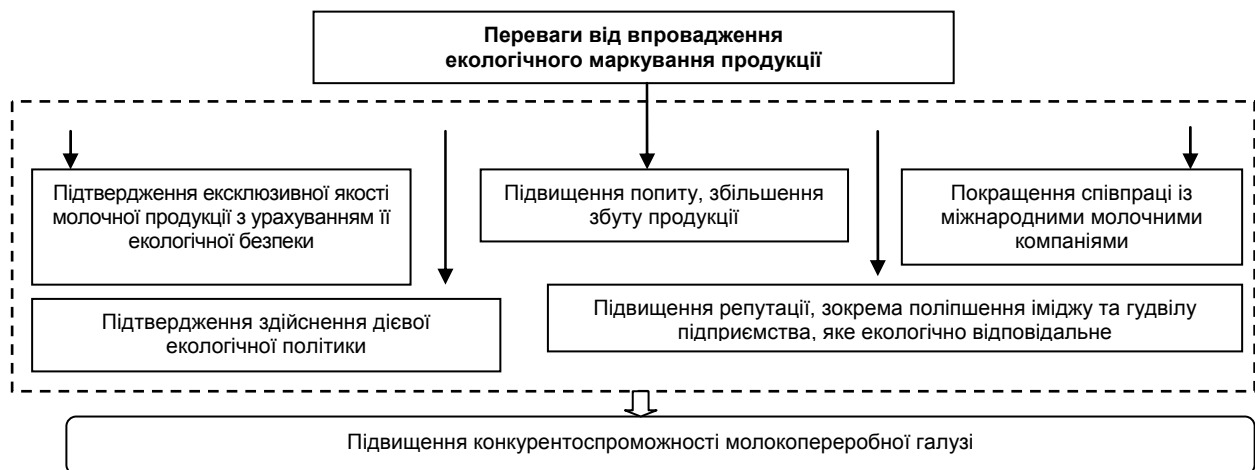 Переваги від впровадження
екологічного маркування продукції
Підтвердження ексклюзивної якості
молочної продукції з урахуванням її
екологічної безпеки
Підвищення попиту, збільшення
збуту продукції
Покращення співпраці із
міжнародними молочними
компаніями
Підтвердження здійснення дієвої
екологічної політики
Підвищення репутації, зокрема поліпшення іміджу та гудвілу
підприємства, яке екологічно відповідальне
Підвищення конкурентоспроможності молокопереробної галузі